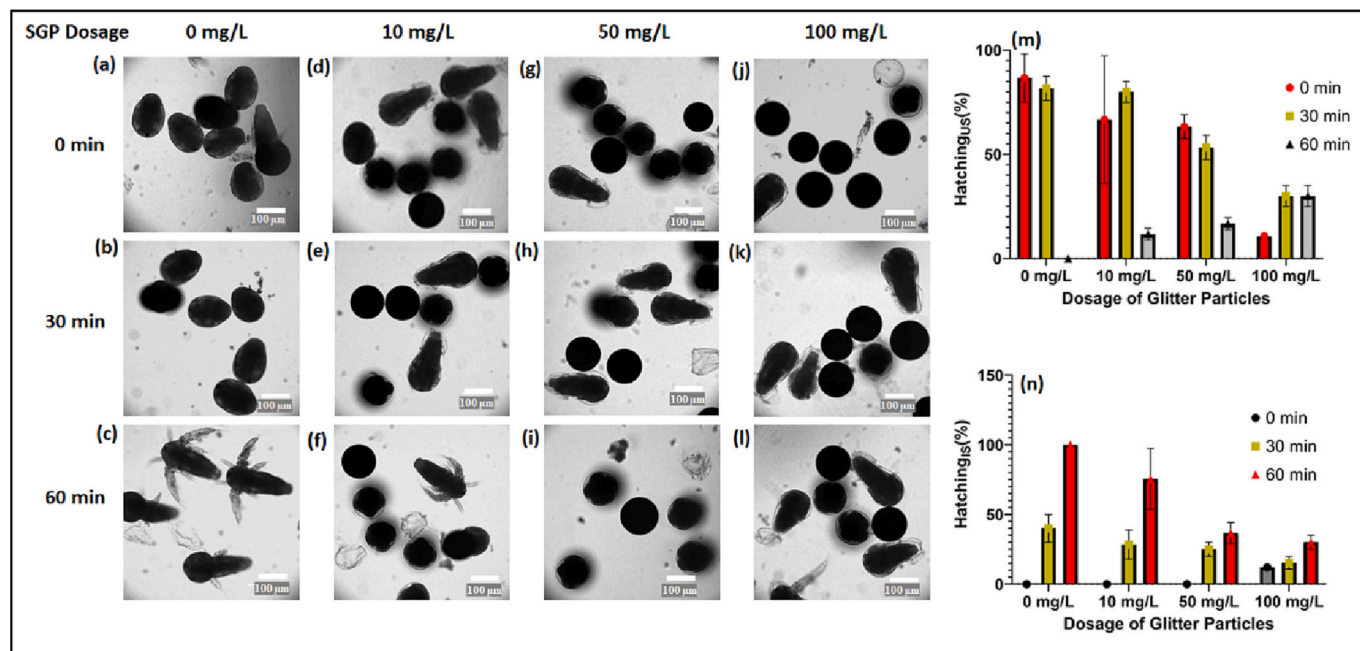 SGP Dosage 0 mg/L 10 mg/L 50 mg/L 100 mg/L
(a) (d) (g) (j)
0 min
100 μm 100 μm 100 μm 100 μm
(b) (e) (h) (k)
30 min
100 μm 100 μm 100 μm 100 μm
(c) (f) (i) (l)
60 min
100 μm 100 μm 100 μm 100 μm
(m)
Hatching_US(%)
100
50
0
0 min
30 min
60 min
0 mg/L 10 mg/L 50 mg/L 100 mg/L
Dosage of Glitter Particles
(n)
Hatching_IS(%)
150
100
50
0
0 min
30 min
60 min
0 mg/L 10 mg/L 50 mg/L 100 mg/L
Dosage of Glitter Particles